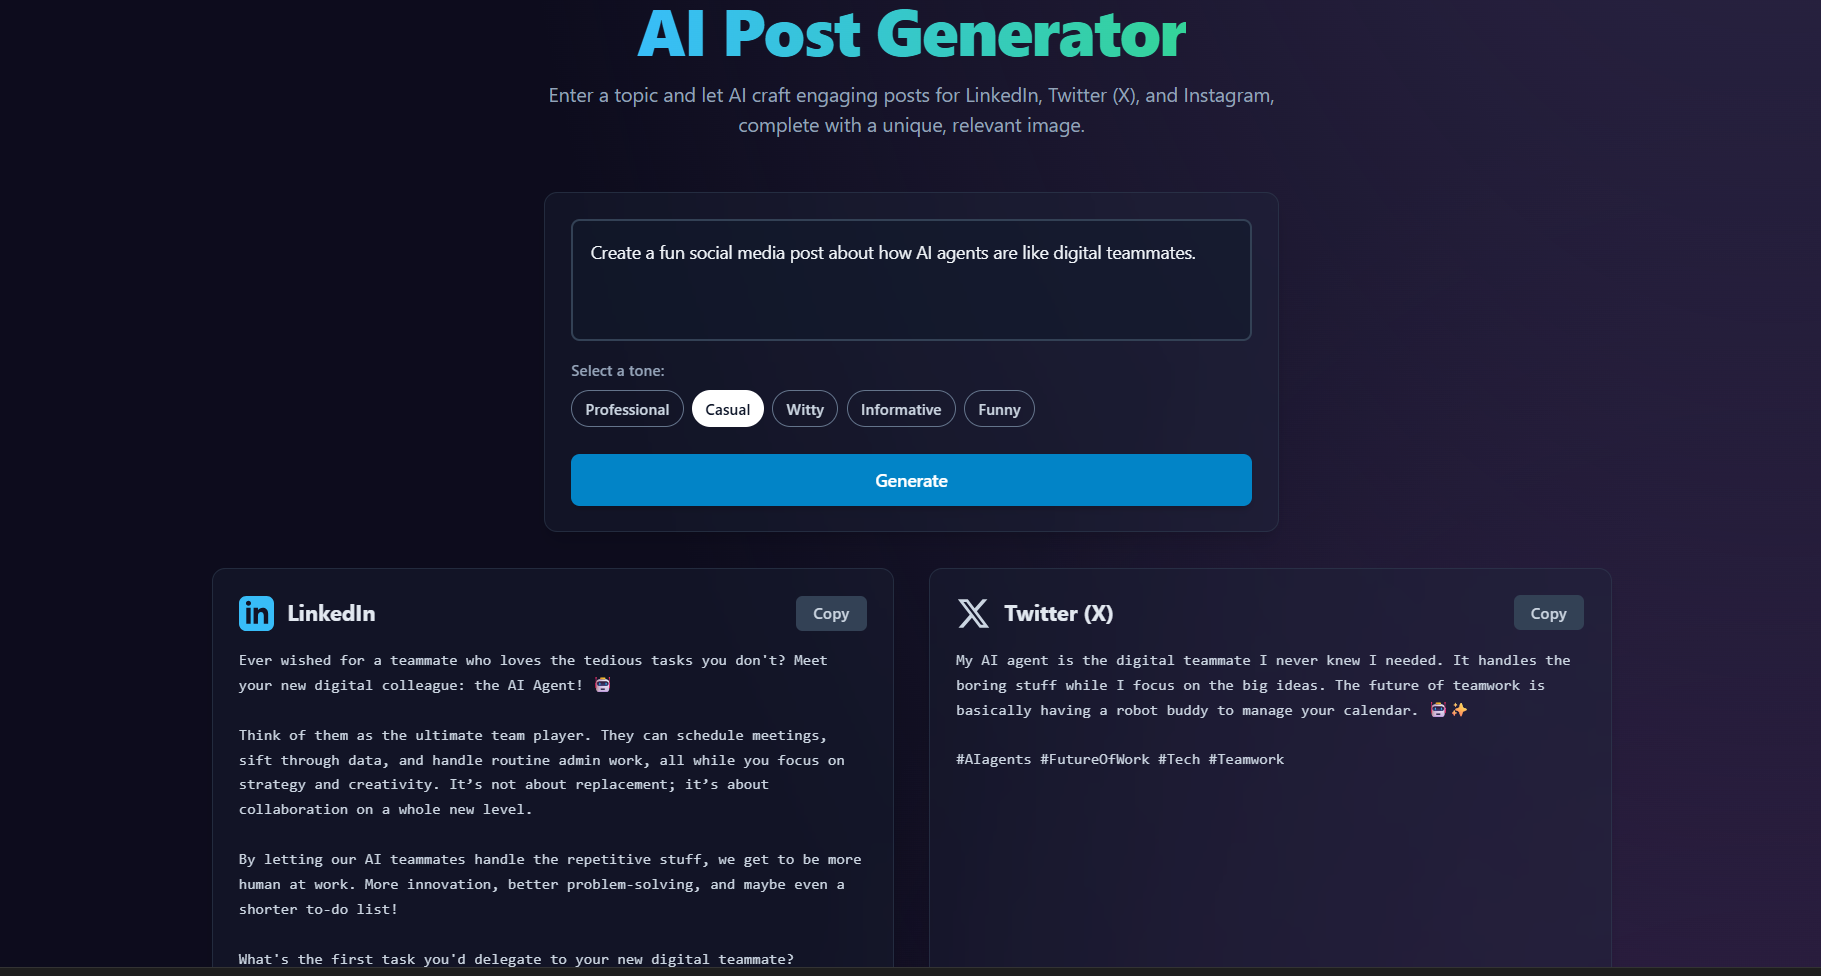 AI Post Generator
Enter a topic and let AI craft engaging posts for LinkedIn, Twitter (X), and Instagram,
complete with a unique, relevant image.
Create a fun social media post about how AI agents are like digital teammates.
Select a tone:
Professional
Casual
Witty
Informative
Funny
Generate
in LinkedIn
Copy
Ever wished for a teammate who loves the tedious tasks you don't? Meet
your new digital colleague: the AI Agent! 🤖
Think of them as the ultimate team player. They can schedule meetings,
sift through data, and handle routine admin work, all while you focus on
strategy and creativity. It’s not about replacement; it’s about
collaboration on a whole new level.
By letting our AI teammates handle the repetitive stuff, we get to be more
human at work. More innovation, better problem-solving, and maybe even a
shorter to-do list!
What's the first task you'd delegate to your new digital teammate?
X Twitter (X)
Copy
My AI agent is the digital teammate I never knew I needed. It handles the
boring stuff while I focus on the big ideas. The future of teamwork is
basically having a robot buddy to manage your calendar. 🤖✨
#AIagents #FutureOfWork #Tech #Teamwork